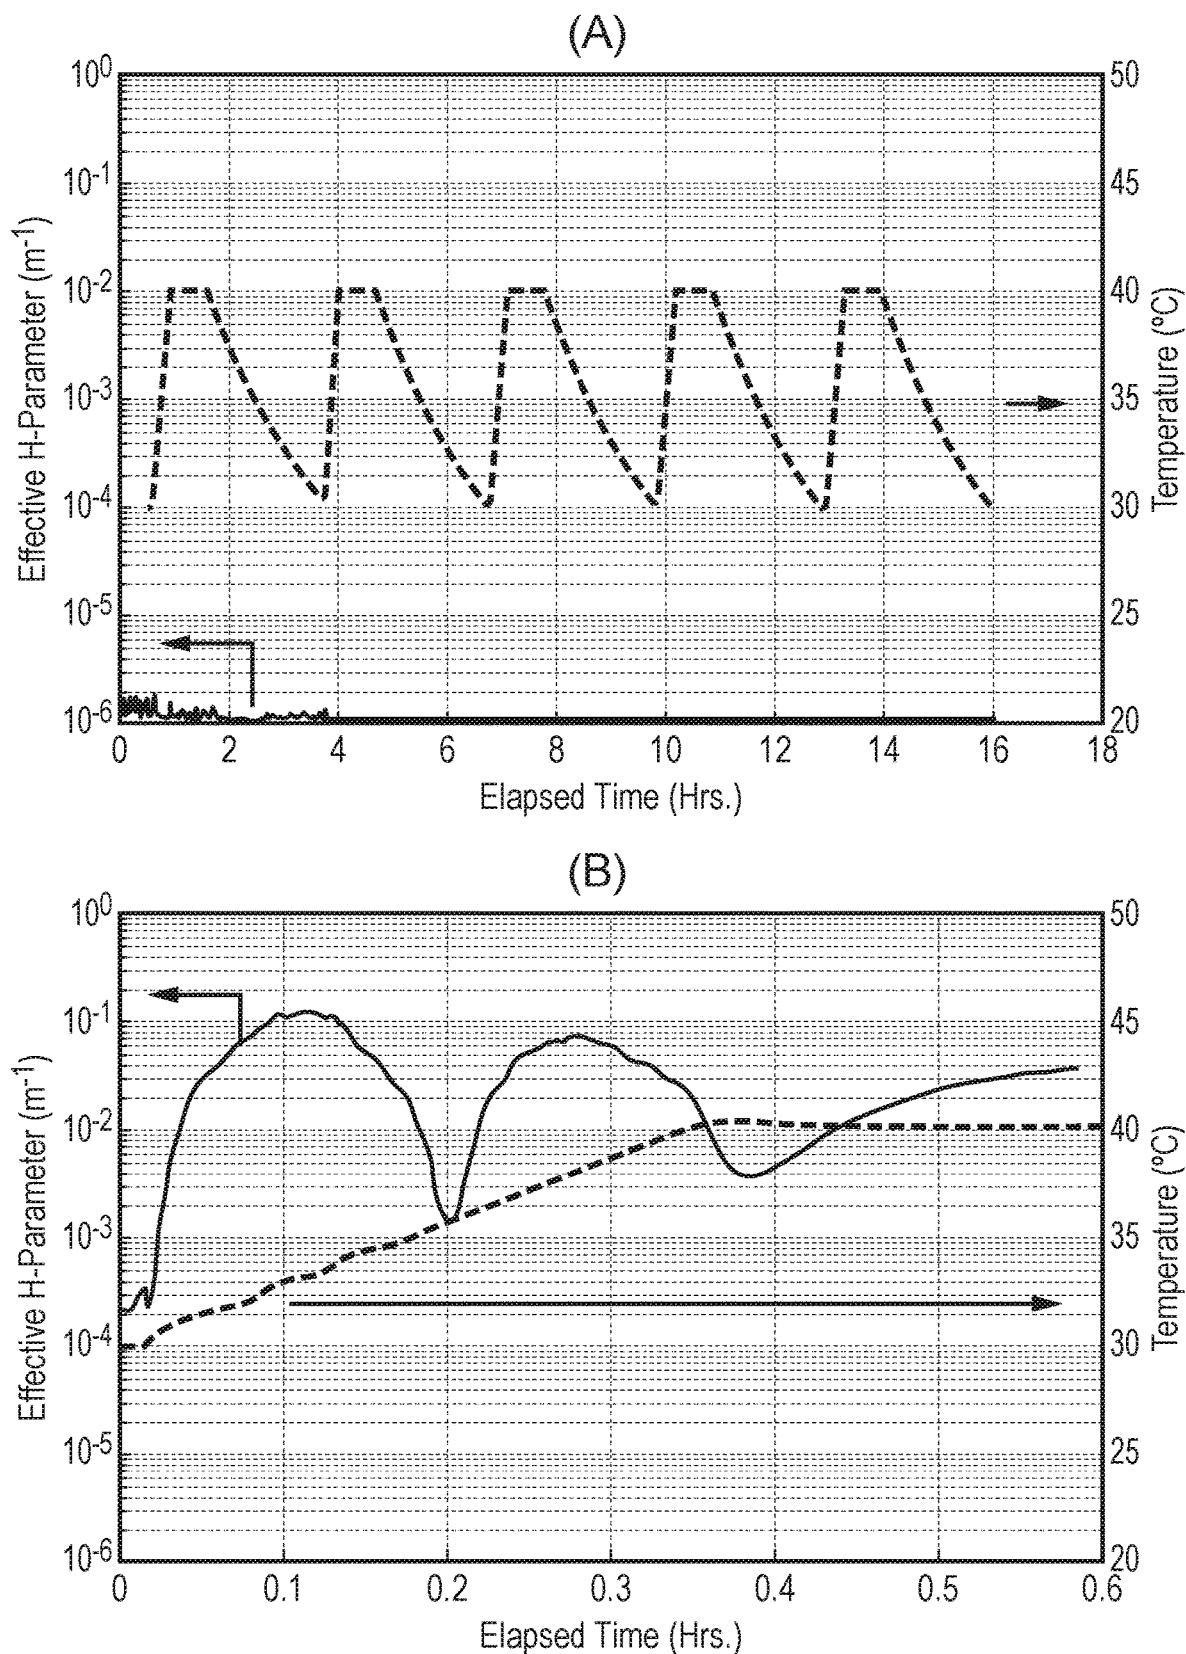 (A)
10⁰ 50
10⁻¹ 45
10⁻² 40
10⁻³ 35
10⁻⁴ 30
10⁻⁵ 25
10⁻⁶ 20
Effective H-Parameter (m⁻¹)
Temperature (ºC)
0 2 4 6 8 10 12 14 16 18
Elapsed Time (Hrs.)
(B)
10⁰ 50
10⁻¹ 45
10⁻² 40
10⁻³ 35
10⁻⁴ 30
10⁻⁵ 25
10⁻⁶ 20
Effective H-Parameter (m⁻¹)
Temperature (ºC)
0 0.1 0.2 0.3 0.4 0.5 0.6
Elapsed Time (Hrs.)